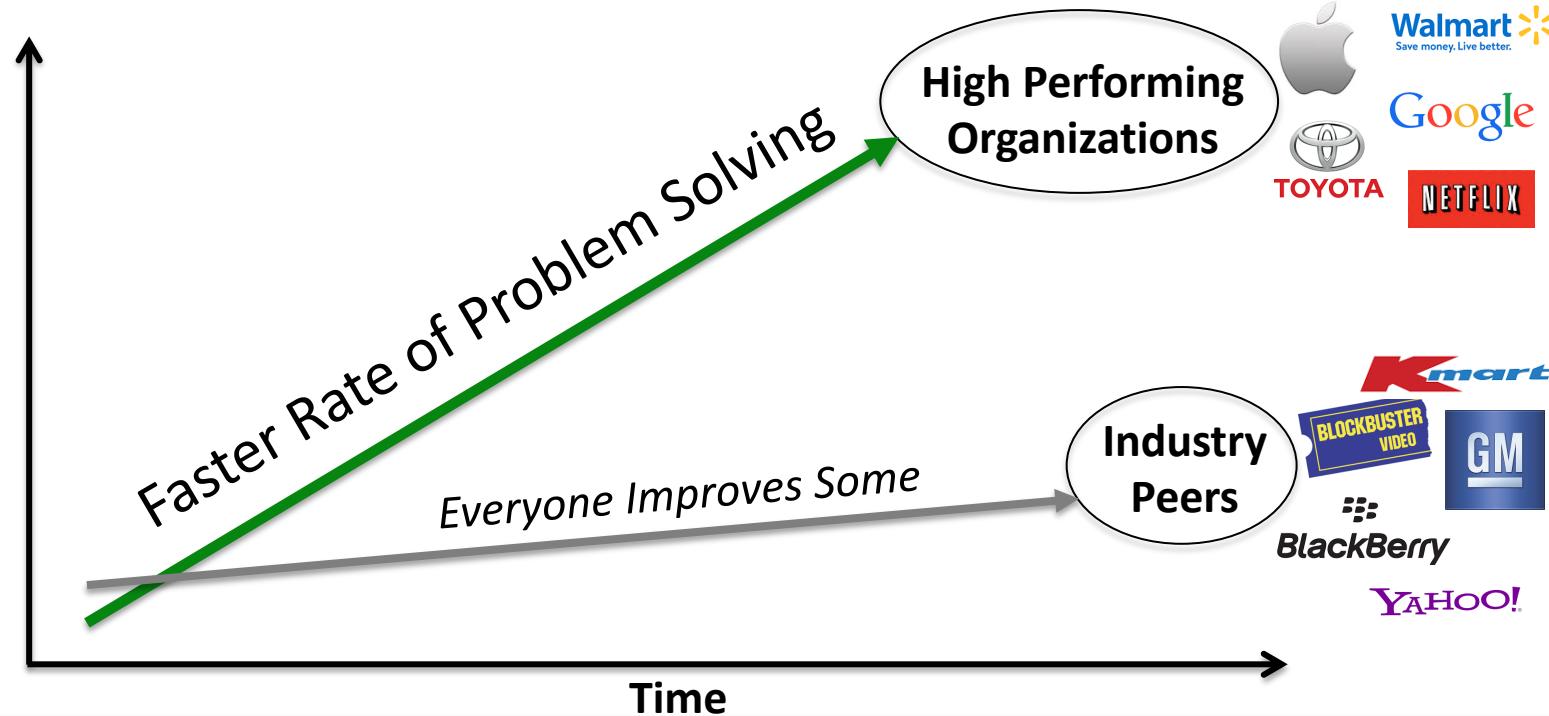 High Performing
Organizations
Walmart
Save money. Live better.
Google
TOYOTA
NETFLIX
Faster Rate of Problem Solving
Everyone Improves Some
Industry
Peers
Kmart
BLOCKBUSTER
VIDEO
GM
BlackBerry
YAHOO!
Time